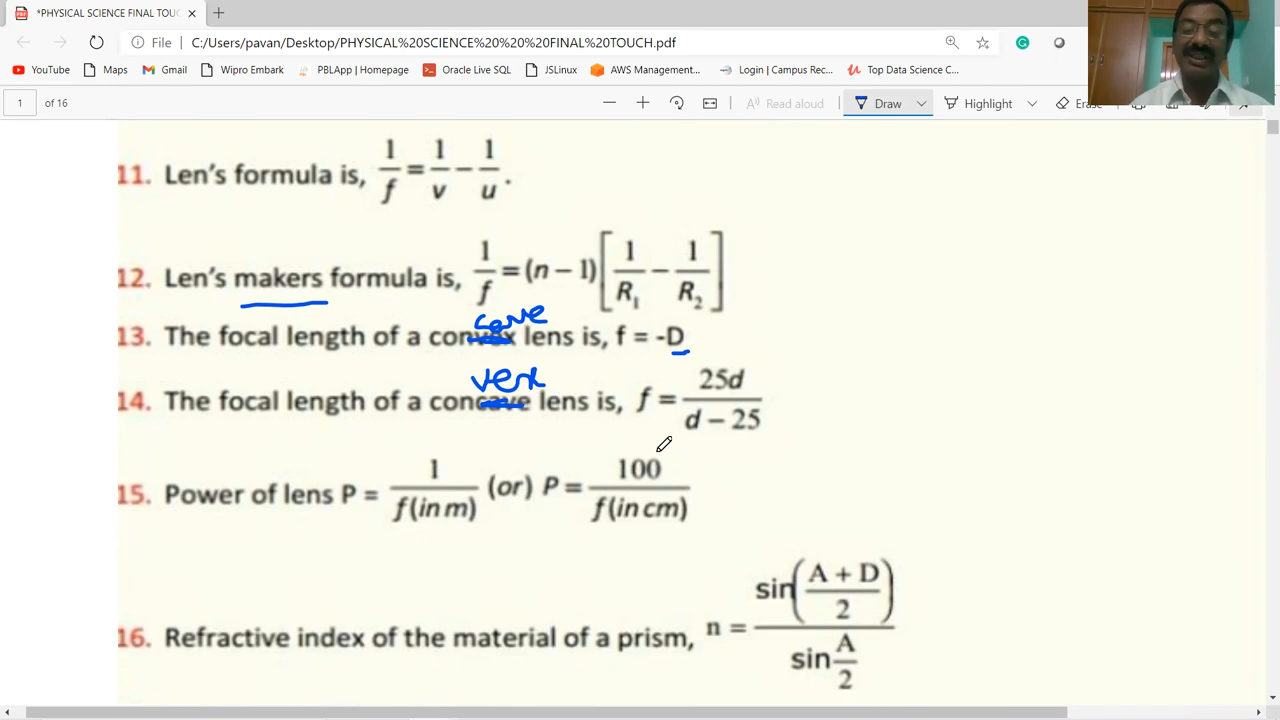 *PHYSICAL SCIENCE FINAL TOUC
File C:/Users/pavan/Desktop/PHYSICAL%20SCIENCE%20%20%20FINAL%20TOUCH.pdf
YouTube Maps Gmail Wipro Embark PBLApp | Homepage Oracle Live SQL JSLinux AWS Management... Login | Campus Rec... Top Data Science C...
1 of 16 Read aloud Draw Highlight Erase
11. Len's formula is, 1/f = 1/v − 1/u.
12. Len's makers formula is, 1/f = (n − 1)[1/R₁ − 1/R₂]
cave
13. The focal length of a convex lens is, f = -D
vex
14. The focal length of a concave lens is, f = 25d/(d − 25)
15. Power of lens P = 1/f(in m) (or) P = 100/f(in cm)
16. Refractive index of the material of a prism, n = sin((A + D)/2)/sin A/2